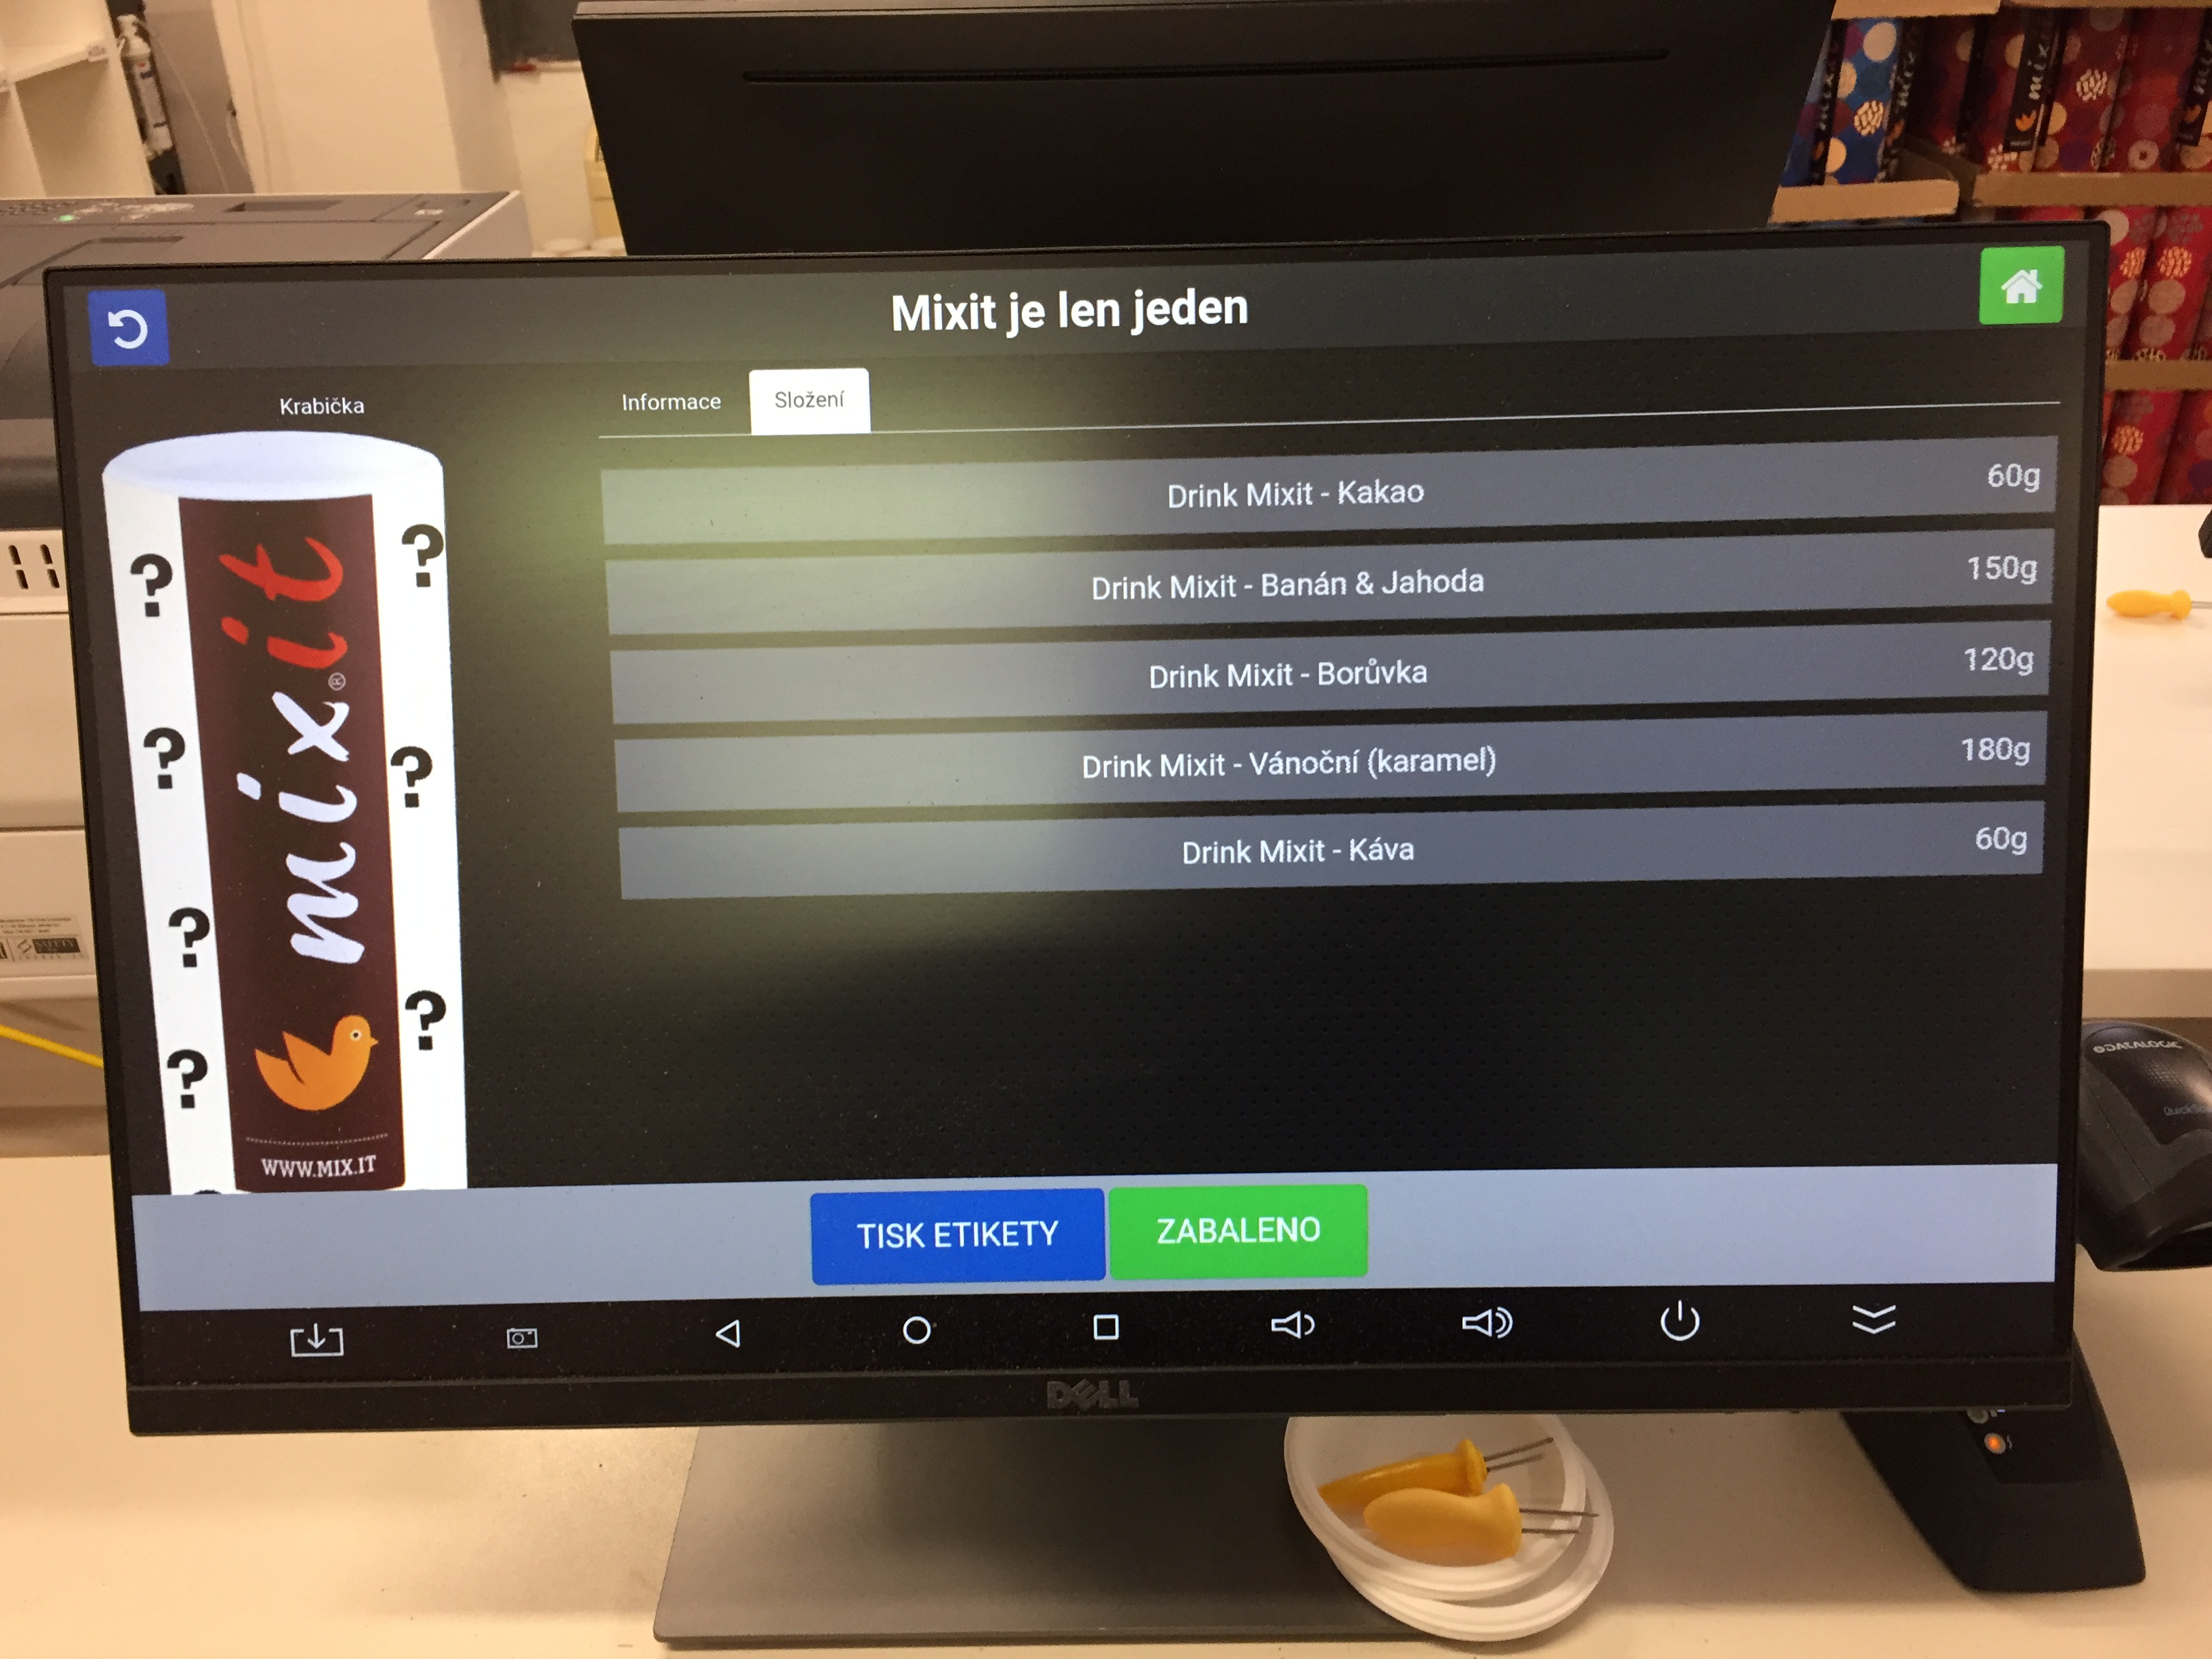 Mixit je len jeden
Krabička
Informace
Složení
Drink Mixit - Kakao 60g
Drink Mixit - Banán & Jahoda 150g
Drink Mixit - Borůvka 120g
Drink Mixit - Vánoční (karamel) 180g
Drink Mixit - Káva 60g
? ? ? ? ? ? ?
mixit®
WWW.MIX.IT
TISK ETIKETY
ZABALENO
DELL
DATALOGIC